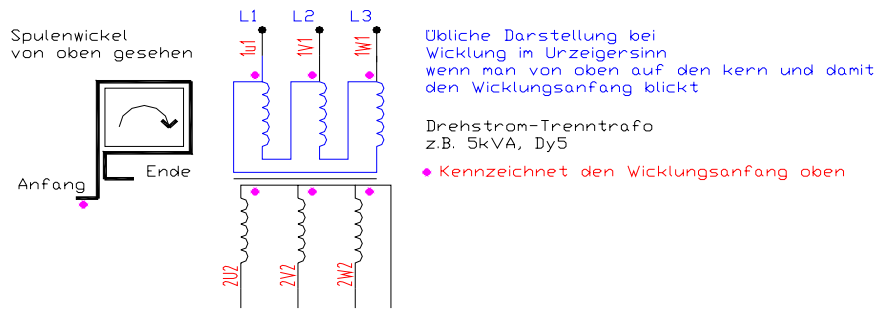 L1 L2 L3
Spulenwickel
von oben gesehen
1u1 1V1 1W1
Übliche Darstellung bei
Wicklung im Urzeigersinn
wenn man von oben auf den kern und damit
den Wicklungsanfang blickt
Drehstrom-Trenntrafo
z.B. 5kVA, Dy5
Ende
Kennzeichnet den Wicklungsanfang oben
Anfang
2U2 2V2 2W2